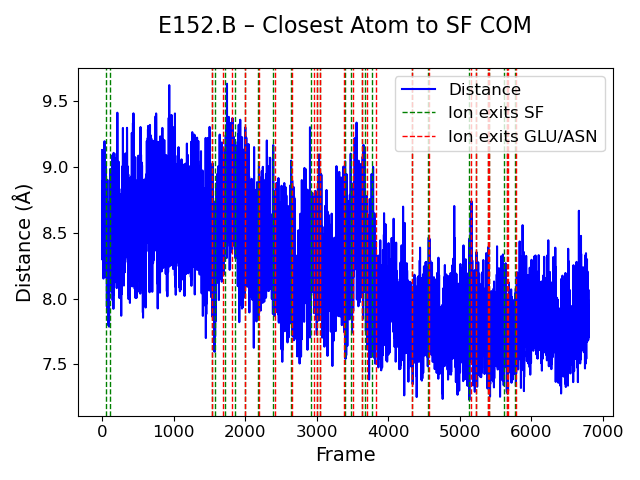 E152.B – Closest Atom to SF COM
Distance
Ion exits SF
Ion exits GLU/ASN
Distance (Å)
9.5
9.0
8.5
8.0
7.5
0 1000 2000 3000 4000 5000 6000 7000
Frame